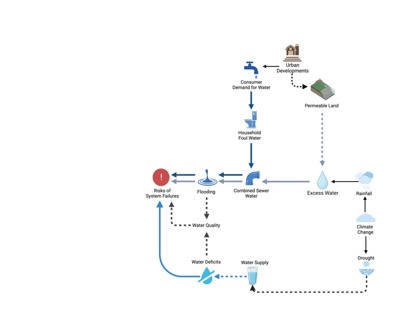 Urban
Developments
Consumer
Demand for Water
Permeable Land
Household
Foul Water
Risks of
System Failures
Flooding
Combined Sewer
Water
Excess Water
Rainfall
Water Quality
Climate
Change
Water Deficits
Water Supply
Drought